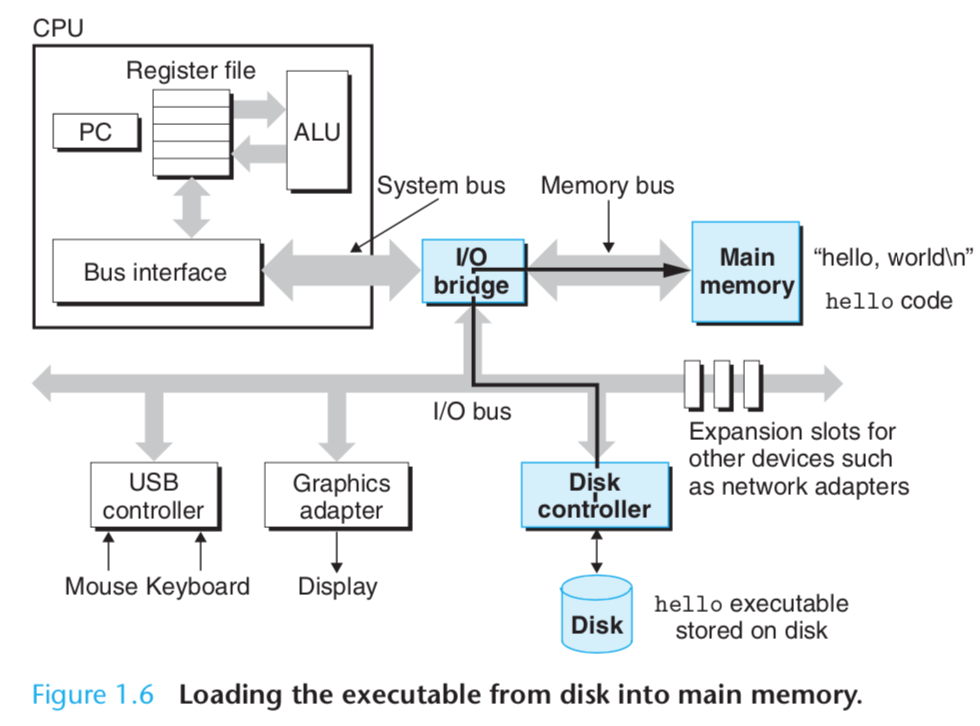 CPU
Register file
PC
ALU
System bus
Memory bus
Bus interface
I/O
bridge
Main
memory
“hello, world\n”
hello code
I/O bus
Expansion slots for
other devices such
as network adapters
USB
controller
Graphics
adapter
Disk
controller
Mouse Keyboard
Display
Disk
hello executable
stored on disk
Figure 1.6 Loading the executable from disk into main memory.